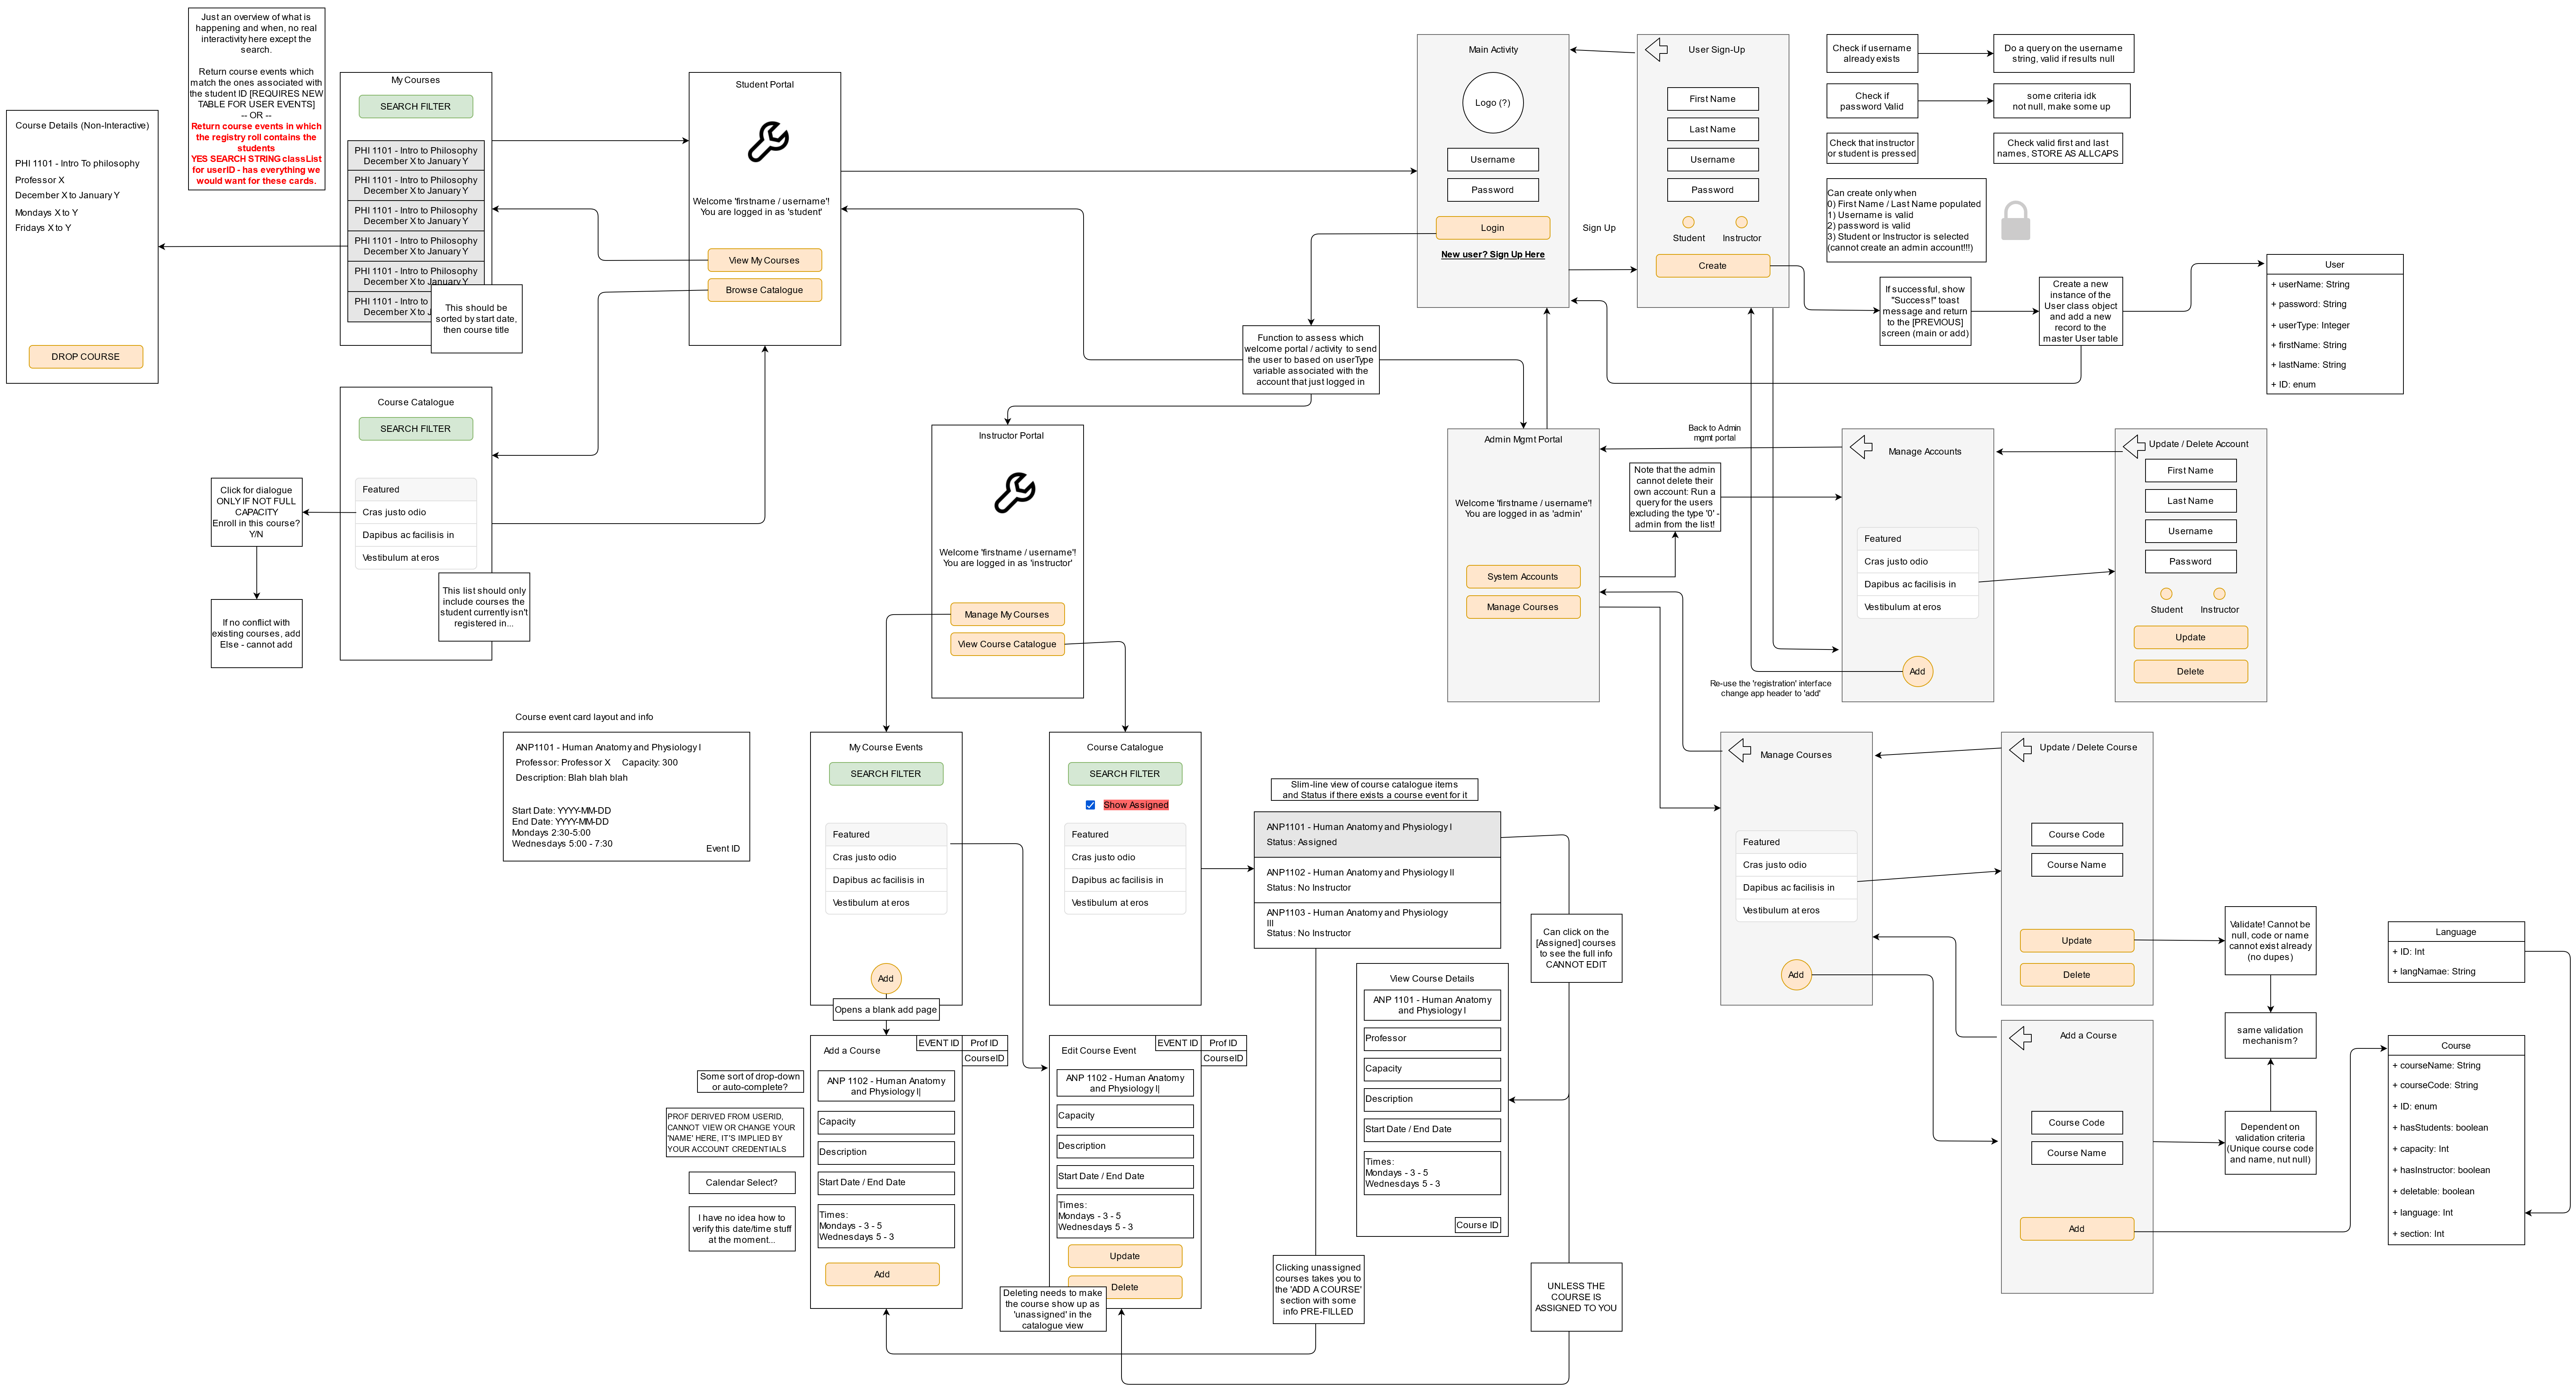 Just an overview of what is
happening and when, no real
interactivity here except the
search.
Return course events which
match the ones associated with
the student ID [REQUIRES NEW
TABLE FOR USER EVENTS]
-- OR --
Return course events in which
the registry roll contains the
students
YES SEARCH STRING classList
for userID - has everything we
would want for these cards.
Course Details (Non-Interactive)
PHI 1101 - Intro To philosophy
Professor X
December X to January Y
Mondays X to Y
Fridays X to Y
DROP COURSE
My Courses
SEARCH FILTER
PHI 1101 - Intro to Philosophy
December X to January Y
PHI 1101 - Intro to Philosophy
December X to January Y
PHI 1101 - Intro to Philosophy
December X to January Y
PHI 1101 - Intro to Philosophy
December X to January Y
PHI 1101 - Intro to Philosophy
December X to January Y
PHI 1101 - Intro to
December X to J
This should be
sorted by start date,
then course title
Student Portal
Welcome 'firstname / username'!
You are logged in as 'student'
View My Courses
Browse Catalogue
Course Catalogue
SEARCH FILTER
Featured
Cras justo odio
Dapibus ac facilisis in
Vestibulum at eros
This list should only
include courses the
student currently isn't
registered in...
Click for dialogue
ONLY IF NOT FULL
CAPACITY
Enroll in this course?
Y/N
If no conflict with
existing courses, add
Else - cannot add
Main Activity
Logo (?)
Username
Password
Login
New user? Sign Up Here
Sign Up
User Sign-Up
First Name
Last Name
Username
Password
Student
Instructor
Create
Check if username
already exists
Do a query on the username
string, valid if results null
Check if
password Valid
some criteria idk
not null, make some up
Check that instructor
or student is pressed
Check valid first and last
names, STORE AS ALLCAPS
Can create only when
0) First Name / Last Name populated
1) Username is valid
2) password is valid
3) Student or Instructor is selected
(cannot create an admin account!!!)
If successful, show
"Success!" toast
message and return
to the [PREVIOUS]
screen (main or add)
Create a new
instance of the
User class object
and add a new
record to the
master User table
User
+ userName: String
+ password: String
+ userType: Integer
+ firstName: String
+ lastName: String
+ ID: enum
Function to assess which
welcome portal / activity to send
the user to based on userType
variable associated with the
account that just logged in
Instructor Portal
Welcome 'firstname / username'!
You are logged in as 'instructor'
Manage My Courses
View Course Catalogue
Admin Mgmt Portal
Welcome 'firstname / username'!
You are logged in as 'admin'
System Accounts
Manage Courses
Back to Admin
mgmt portal
Note that the admin
cannot delete their
own account: Run a
query for the users
excluding the type '0' -
admin from the list!
Manage Accounts
Featured
Cras justo odio
Dapibus ac facilisis in
Vestibulum at eros
Add
Re-use the 'registration' interface
change app header to 'add'
Update / Delete Account
First Name
Last Name
Username
Password
Student
Instructor
Update
Delete
Course event card layout and info
ANP1101 - Human Anatomy and Physiology I
Professor: Professor X Capacity: 300
Description: Blah blah blah
Start Date: YYYY-MM-DD
End Date: YYYY-MM-DD
Mondays 2:30-5:00
Wednesdays 5:00 - 7:30
Event ID
My Course Events
SEARCH FILTER
Featured
Cras justo odio
Dapibus ac facilisis in
Vestibulum at eros
Add
Opens a blank add page
Course Catalogue
SEARCH FILTER
Show Assigned
Featured
Cras justo odio
Dapibus ac facilisis in
Vestibulum at eros
Slim-line view of course catalogue items
and Status if there exists a course event for it
ANP1101 - Human Anatomy and Physiology I
Status: Assigned
ANP1102 - Human Anatomy and Physiology II
Status: No Instructor
ANP1103 - Human Anatomy and Physiology
III
Status: No Instructor
Can click on the
[Assigned] courses
to see the full info
CANNOT EDIT
View Course Details
ANP 1101 - Human Anatomy
and Physiology I
Professor
Capacity
Description
Start Date / End Date
Times:
Mondays - 3 - 5
Wednesdays 5 - 3
Course ID
Add a Course
EVENT ID
Prof ID
CourseID
ANP 1102 - Human Anatomy
and Physiology I|
Capacity
Description
Start Date / End Date
Times:
Mondays - 3 - 5
Wednesdays 5 - 3
Add
Some sort of drop-down
or auto-complete?
PROF DERIVED FROM USERID,
CANNOT VIEW OR CHANGE YOUR
'NAME' HERE, IT'S IMPLIED BY
YOUR ACCOUNT CREDENTIALS
Calendar Select?
I have no idea how to
verify this date/time stuff
at the moment...
Edit Course Event
EVENT ID
Prof ID
CourseID
ANP 1102 - Human Anatomy
and Physiology I|
Capacity
Description
Start Date / End Date
Times:
Mondays - 3 - 5
Wednesdays 5 - 3
Update
Delete
Deleting needs to make
the course show up as
'unassigned' in the
catalogue view
Clicking unassigned
courses takes you to
the 'ADD A COURSE'
section with some
info PRE-FILLED
UNLESS THE
COURSE IS
ASSIGNED TO YOU
Manage Courses
Featured
Cras justo odio
Dapibus ac facilisis in
Vestibulum at eros
Add
Update / Delete Course
Course Code
Course Name
Update
Delete
Validate! Cannot be
null, code or name
cannot exist already
(no dupes)
same validation
mechanism?
Dependent on
validation criteria
(Unique course code
and name, nut null)
Add a Course
Course Code
Course Name
Add
Language
+ ID: Int
+ langNamae: String
Course
+ courseName: String
+ courseCode: String
+ ID: enum
+ hasStudents: boolean
+ capacity: Int
+ hasInstructor: boolean
+ deletable: boolean
+ language: Int
+ section: Int